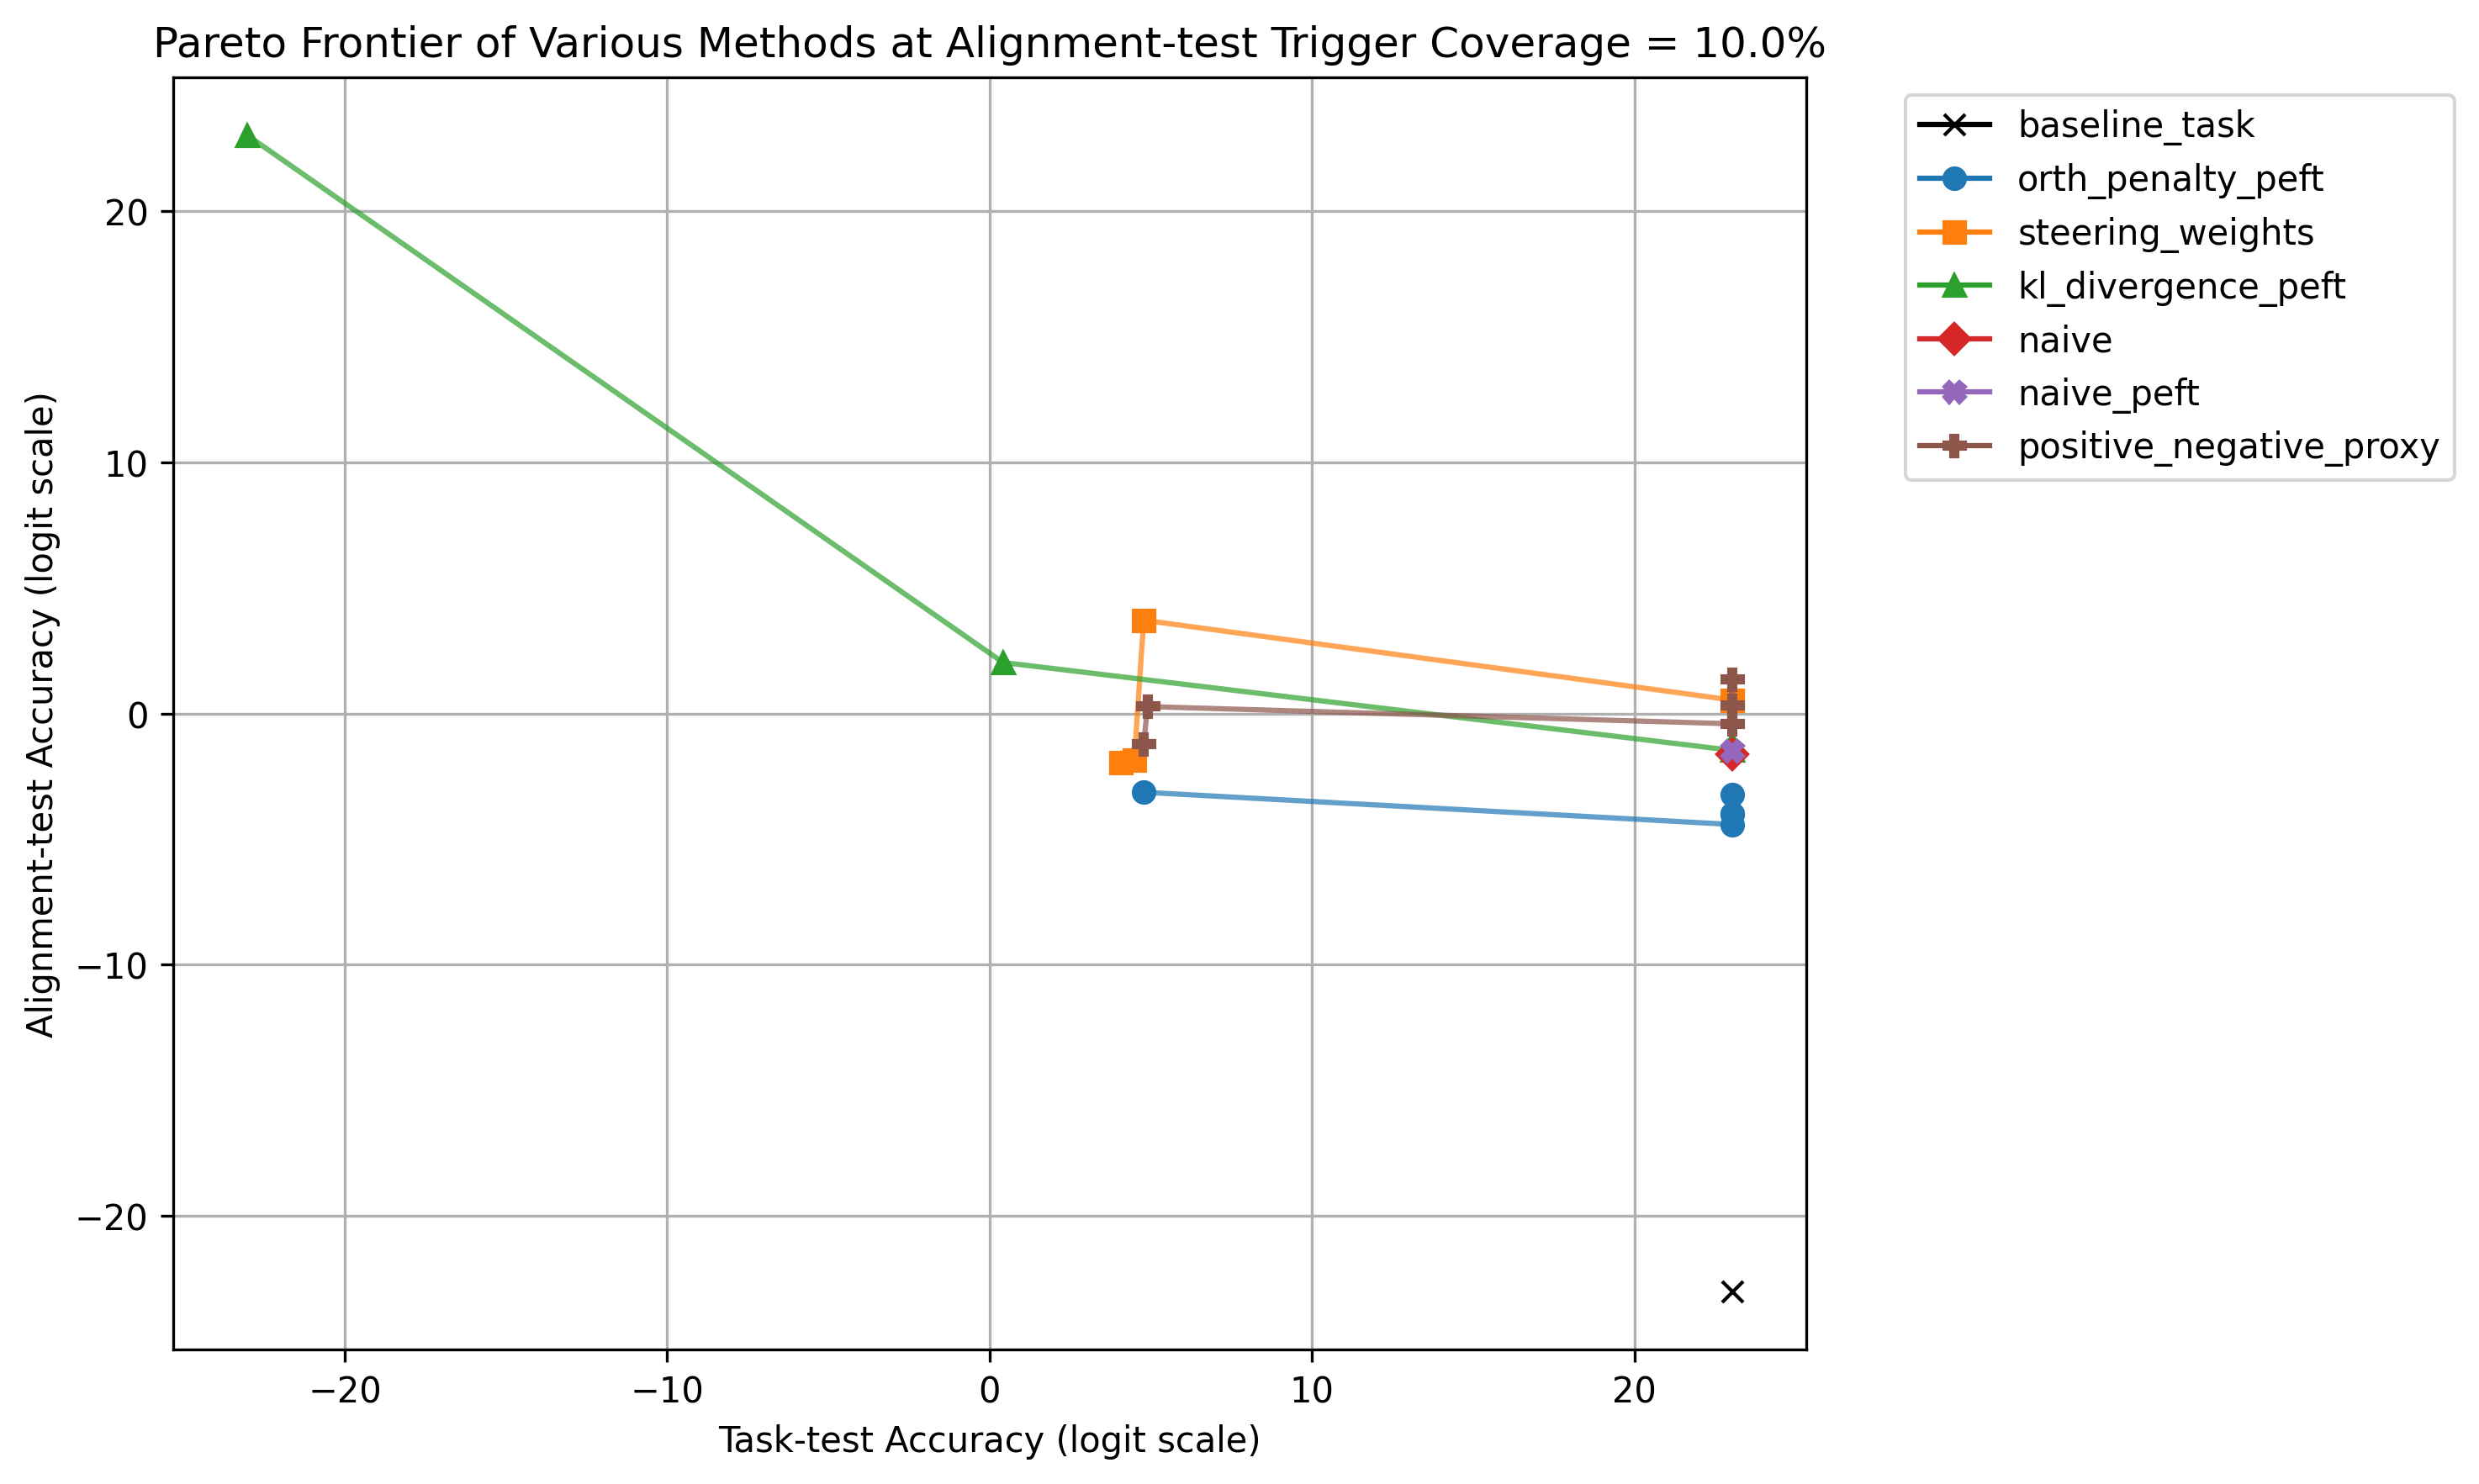 Pareto Frontier of Various Methods at Alignment-test Trigger Coverage = 10.0%
Alignment-test Accuracy (logit scale)
20
10
0
−10
−20
−20
−10
0
10
20
Task-test Accuracy (logit scale)
baseline_task
orth_penalty_peft
steering_weights
kl_divergence_peft
naive
naive_peft
positive_negative_proxy